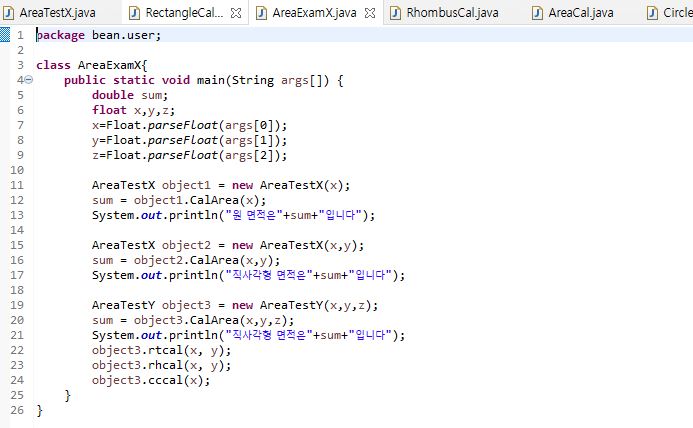 AreaTestX.java RectangleCal... AreaExamX.java RhombusCal.java AreaCal.java Circle
1 package bean.user;
2
3 class AreaExamX{
4 public static void main(String args[]) {
5 double sum;
6 float x,y,z;
7 x=Float.parseFloat(args[0]);
8 y=Float.parseFloat(args[1]);
9 z=Float.parseFloat(args[2]);
10
11 AreaTestX object1 = new AreaTestX(x);
12 sum = object1.CalArea(x);
13 System.out.println("원 면적은"+sum+"입니다");
14
15 AreaTestX object2 = new AreaTestX(x,y);
16 sum = object2.CalArea(x,y);
17 System.out.println("직사각형 면적은"+sum+"입니다");
18
19 AreaTestY object3 = new AreaTestY(x,y,z);
20 sum = object3.CalArea(x,y,z);
21 System.out.println("직사각형 면적은"+sum+"입니다");
22 object3.rtcal(x, y);
23 object3.rhcal(x, y);
24 object3.cccal(x);
25 }
26 }